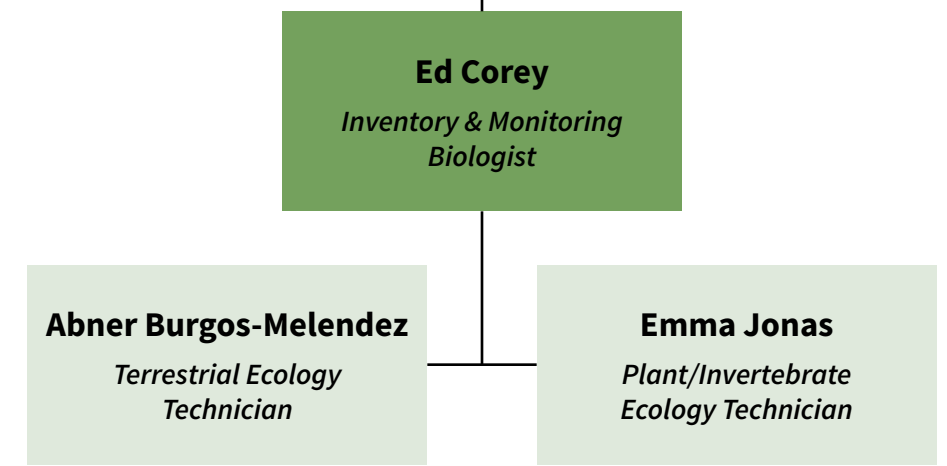 Ed Corey
Inventory & Monitoring
Biologist
Abner Burgos-Melendez
Terrestrial Ecology
Technician
Emma Jonas
Plant/Invertebrate
Ecology Technician